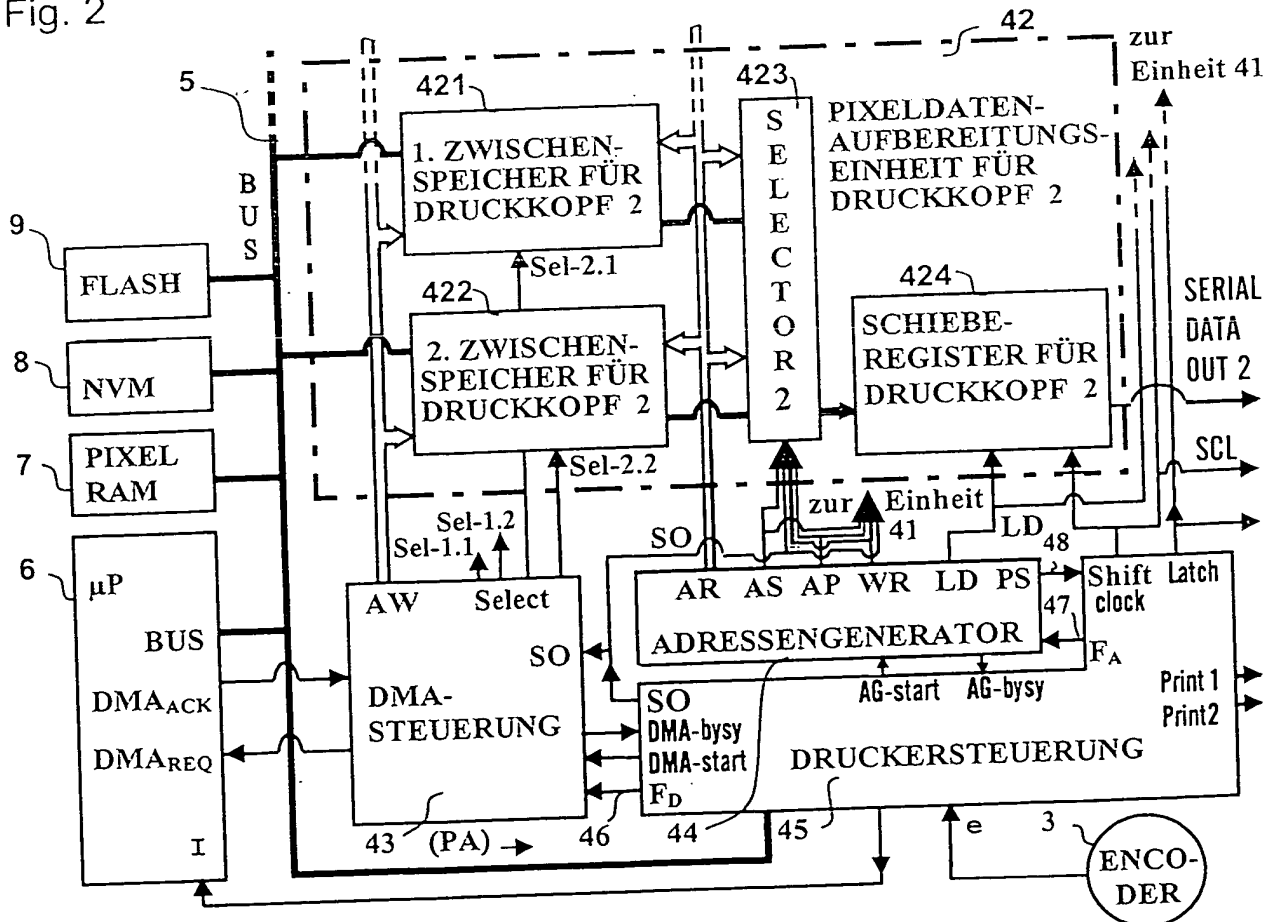 Fig. 2
42
zur
Einheit 41
5
421
423
BUS
1. ZWISCHEN-
SPEICHER FÜR
DRUCKKOPF 2
SELECTOR 2
PIXELDATEN-
AUFBEREITUNGS-
EINHEIT FÜR
DRUCKKOPF 2
9
FLASH
Sel-2.1
422
424
8
NVM
2. ZWISCHEN-
SPEICHER FÜR
DRUCKKOPF 2
SCHIEBE-
REGISTER FÜR
DRUCKKOPF 2
SERIAL
DATA
OUT 2
7
PIXEL
RAM
Sel-2.2
SCL
Sel-1.2
Sel-1.1
SO
zur Einheit
41
LD
48
6
µP
AW
Select
AR AS AP WR LD PS
Shift
clock
Latch
47
BUS
SO
ADRESSENGENERATOR
FA
DMAACK
DMA-
STEUERUNG
SO
AG-start
AG-bysy
Print 1
Print2
DMA-bysy
DMAREQ
DMA-start
DRUCKERSTEUERUNG
FD
I
43
(PA)
46
44
45
e
3
ENCO-
DER